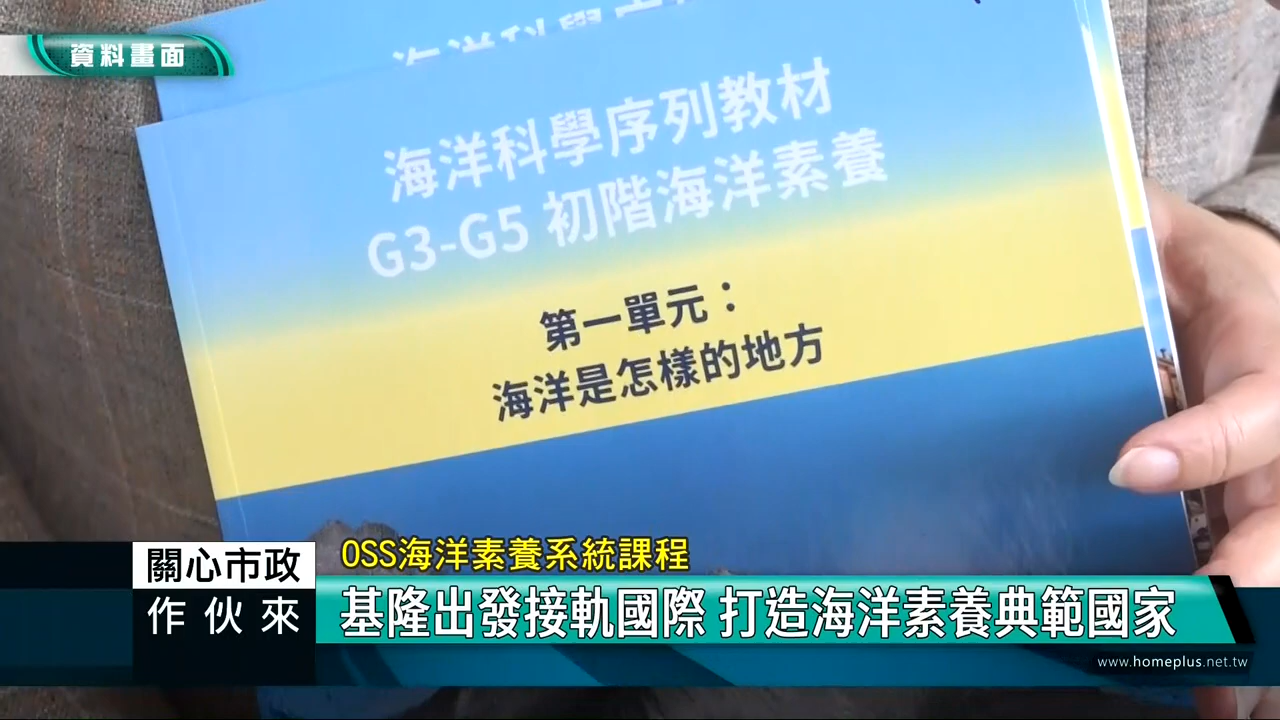 資料畫面
海洋科學序列教材
G3-G5 初階海洋素養
第一單元：
海洋是怎樣的地方
OSS海洋素養系統課程
關心市政
作伙來
基隆出發接軌國際 打造海洋素養典範國家
www.homeplus.net.tw